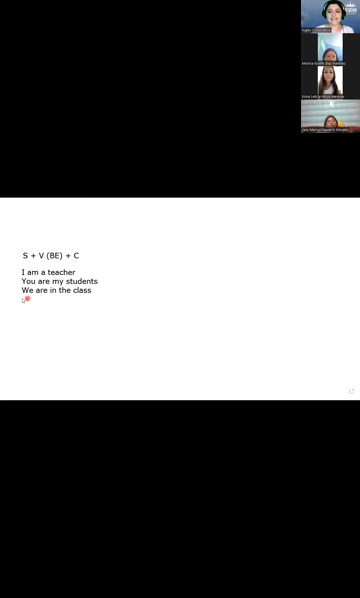 S + V (BE) + C
I am a teacher
You are my students
We are in the class